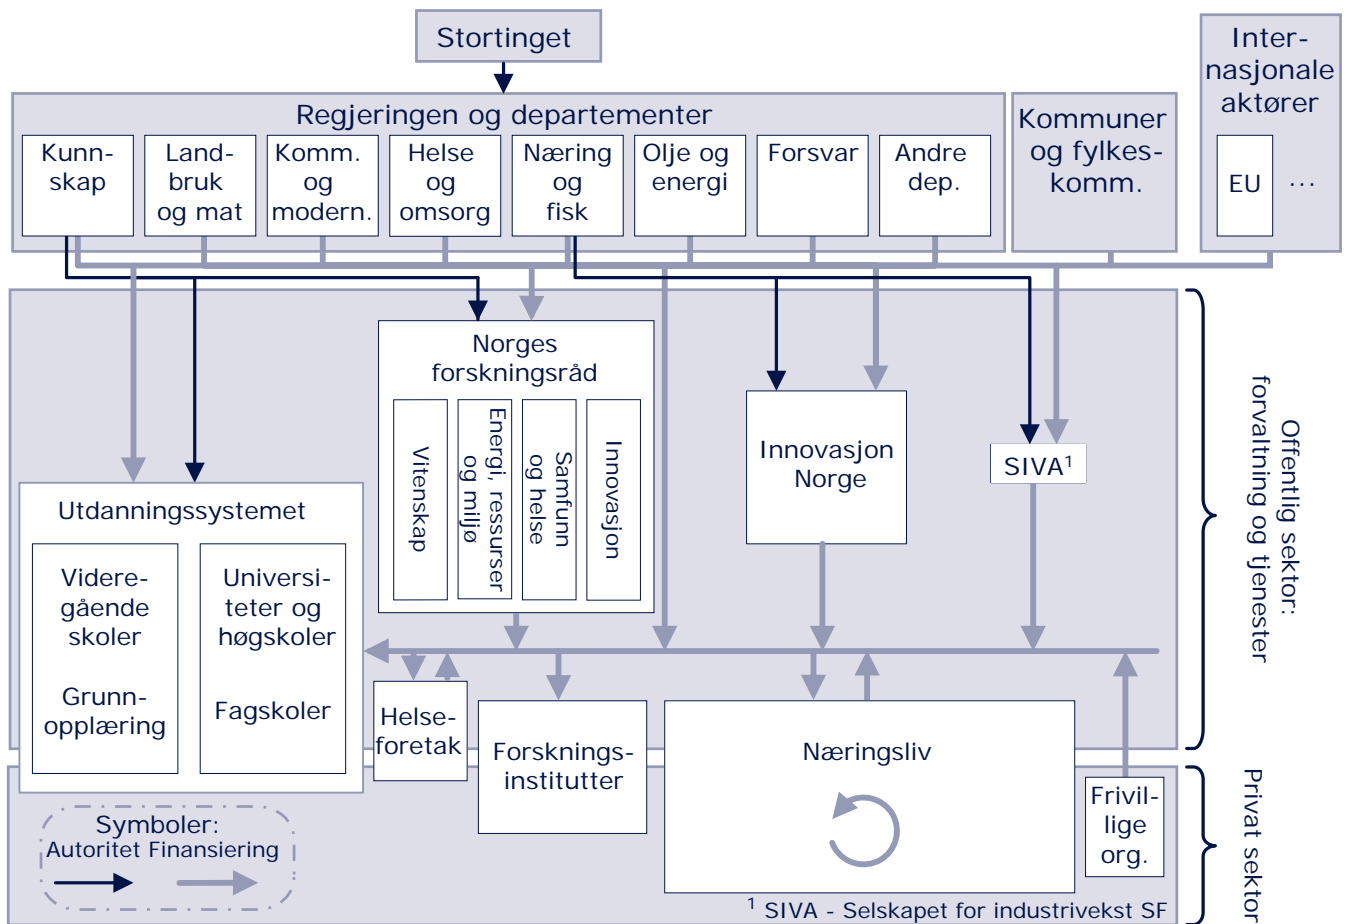 Stortinget
Inter-
nasjonale
aktører
EU ...
Regjeringen og departementer
Kunn-
skap
Land-
bruk
og mat
Komm.
og
modern.
Helse
og
omsorg
Næring
og
fisk
Olje og
energi
Forsvar
Andre
dep.
Kommuner
og fylkes-
komm.
Norges
forskningsråd
Vitenskap
Energi, ressurser
og miljø
Samfunn
og helse
Innovasjon
Innovasjon
Norge
SIVA¹
Offentlig sektor:
forvaltning og tjenester
Utdanningssystemet
Videre-
gående
skoler
Grunn-
opplæring
Universi-
teter og
høgskoler
Fagskoler
Helse-
foretak
Forsknings-
institutter
Næringsliv
Frivil-
lige
org.
Privat sektor
Symboler:
Autoritet Finansiering
¹ SIVA - Selskapet for industrivekst SF